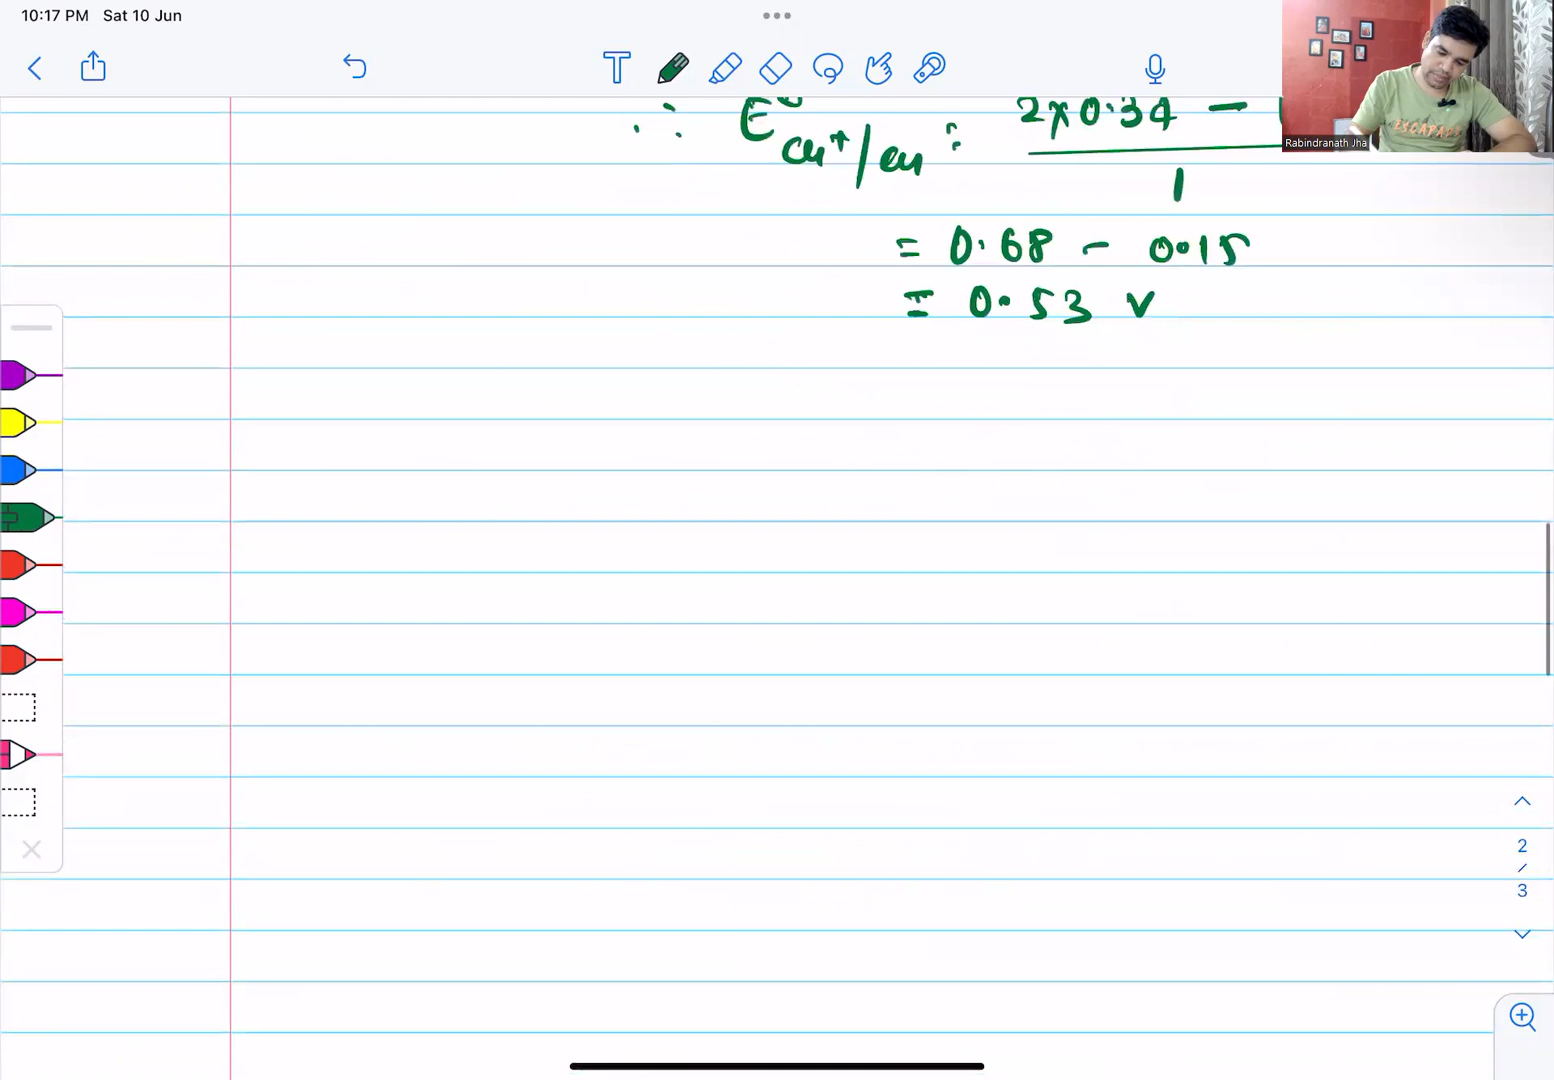 10:17 PM Sat 10 Jun
T
∴ E° Cu⁺/Cu = 2×0.34 −
1
= 0.68 - 0.15
= 0.53 V
Rabindranath Jha
ESCAPADE
2
/
3